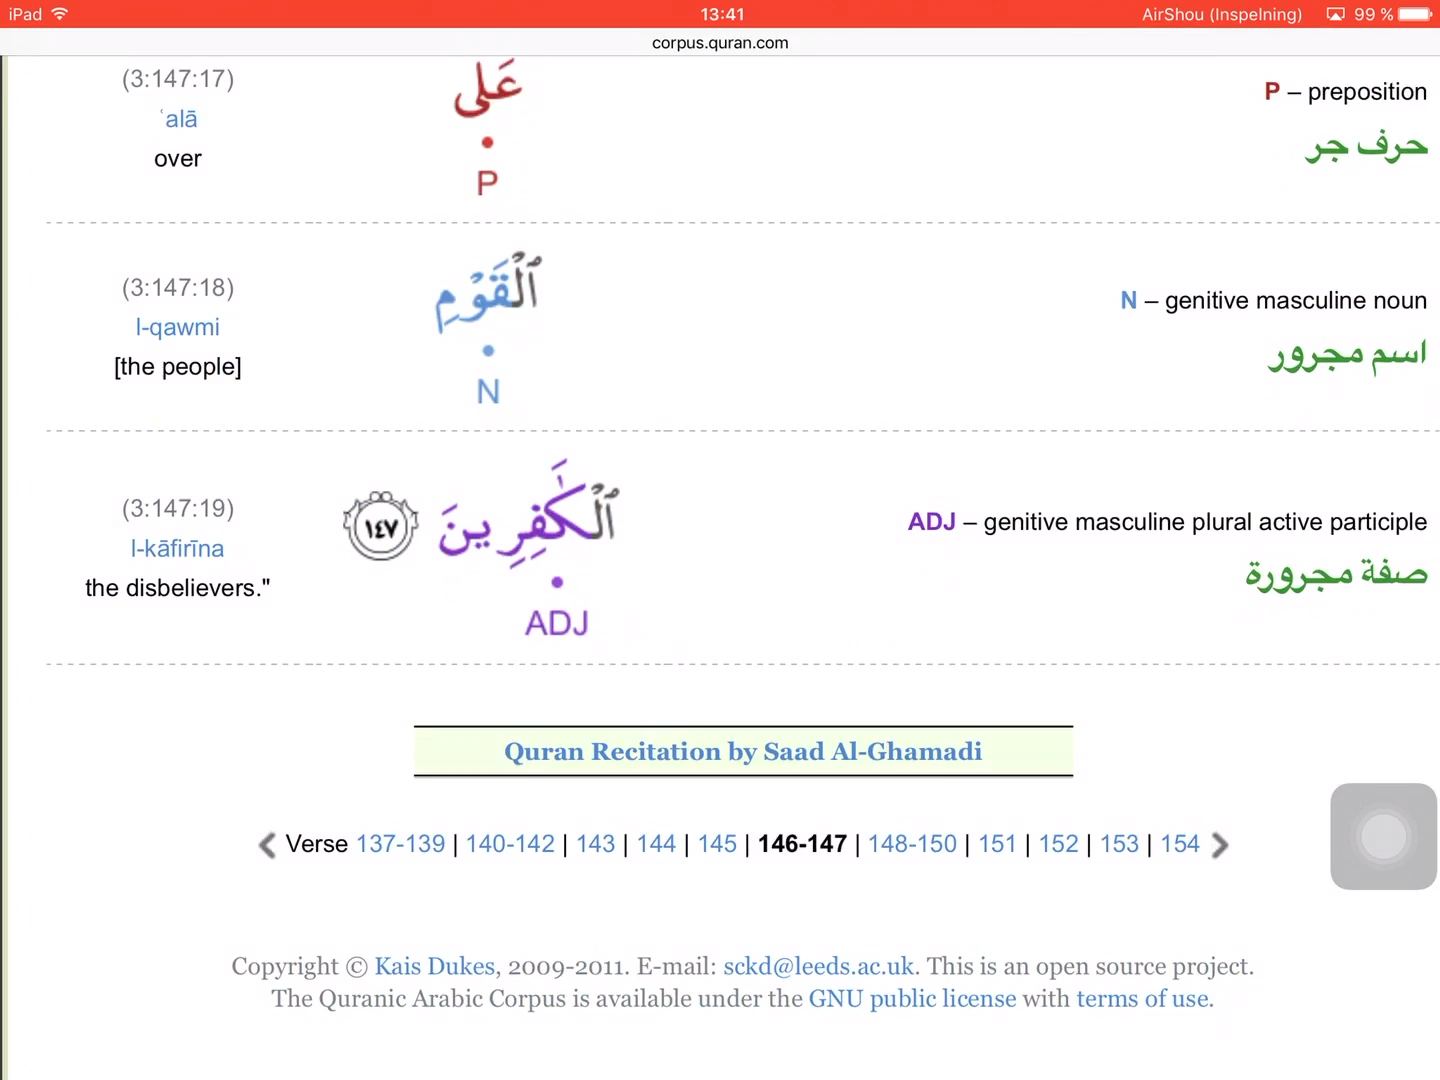 iPad 13:41 AirShou (Inspelning) 99 %
corpus.quran.com
(3:147:17)
ʿalā
over
عَلَى
P
P – preposition
حرف جر
(3:147:18)
l-qawmi
[the people]
ٱلْقَوْمِ
N
N – genitive masculine noun
اسم مجرور
(3:147:19)
l-kāfirīna
the disbelievers."
ٱلْكَٰفِرِينَ ١٤٧
ADJ
ADJ – genitive masculine plural active participle
صفة مجرورة
Quran Recitation by Saad Al-Ghamadi
Verse 137-139 | 140-142 | 143 | 144 | 145 | 146-147 | 148-150 | 151 | 152 | 153 | 154
Copyright © Kais Dukes, 2009-2011. E-mail: sckd@leeds.ac.uk. This is an open source project.
The Quranic Arabic Corpus is available under the GNU public license with terms of use.